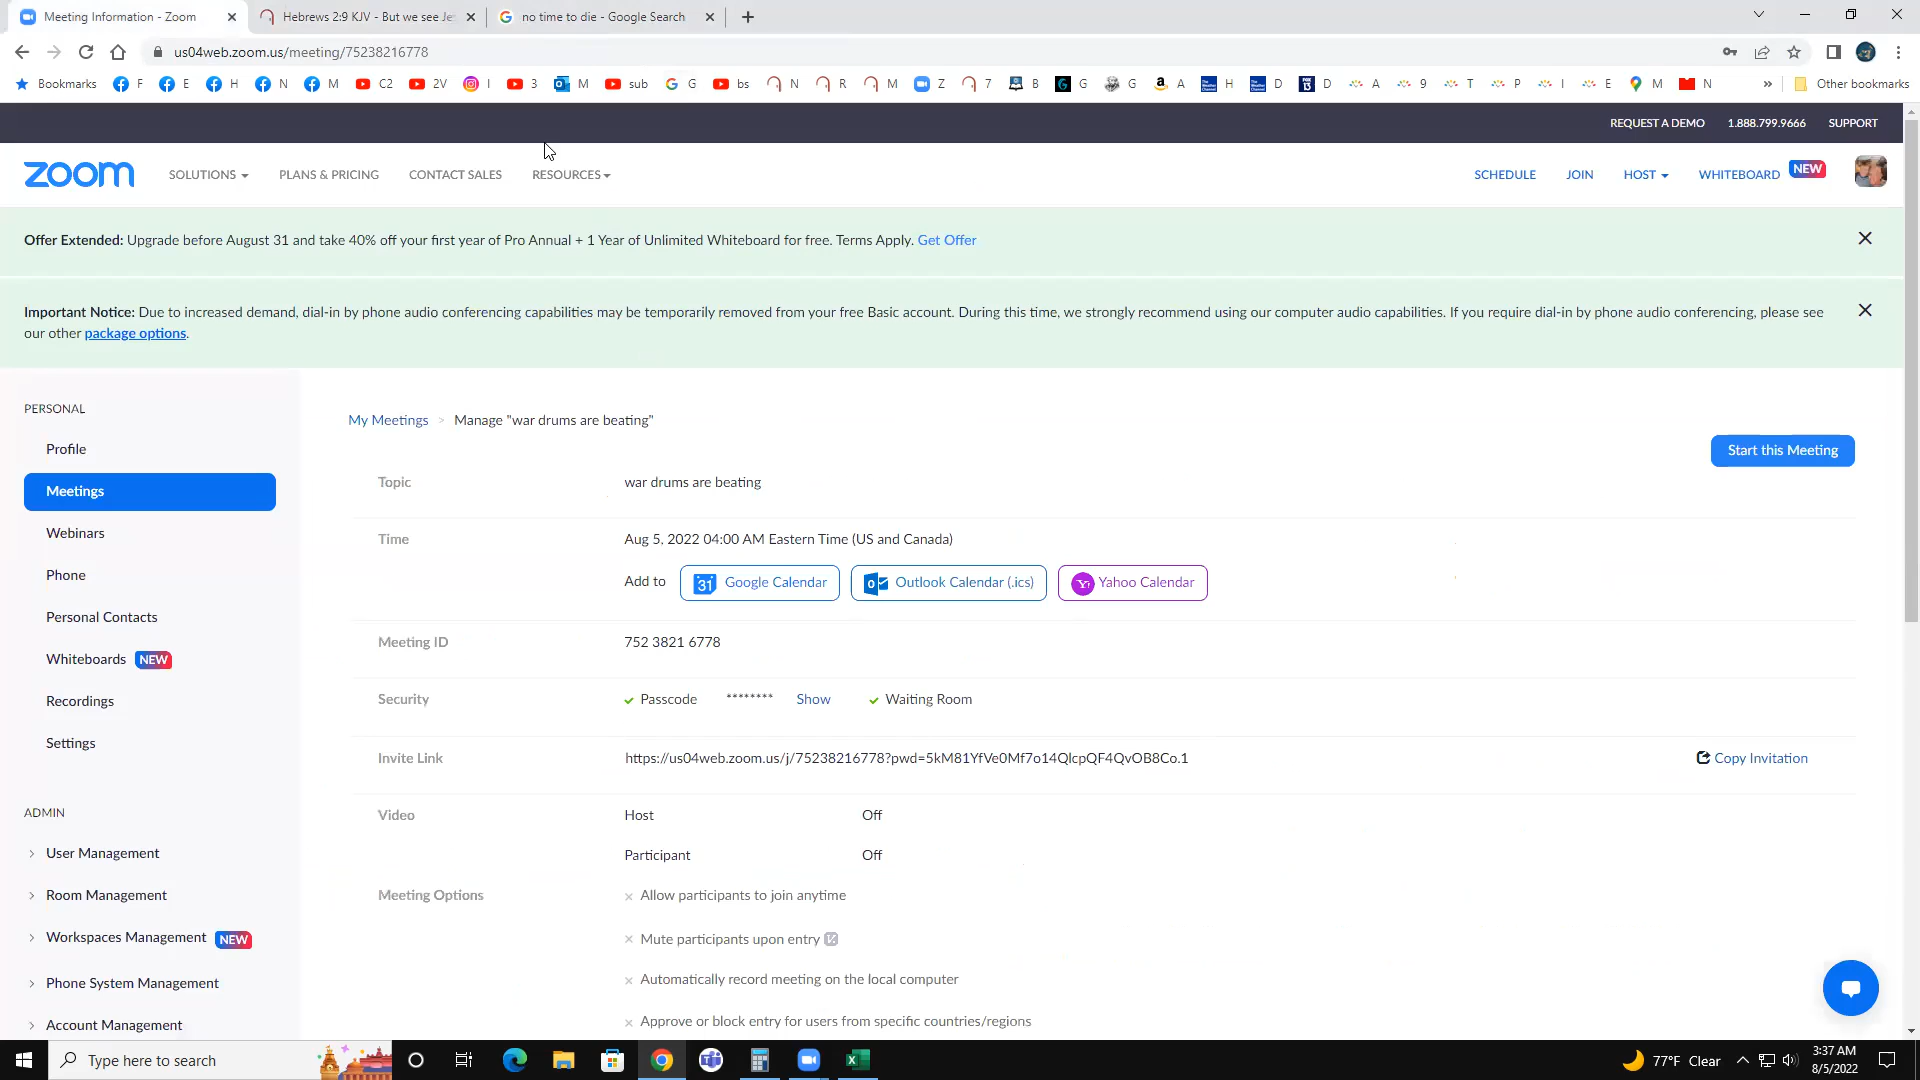 Meeting Information - Zoom
Hebrews 2:9 KJV - But we see Je
no time to die - Google Search
us04web.zoom.us/meeting/75238216778
Bookmarks F E H N M C2 2V I 3 M sub G bs N R M Z 7 B G G A H D D A 9 T P I E M N » Other bookmarks
REQUEST A DEMO 1.888.799.9666 SUPPORT
zoom SOLUTIONS PLANS & PRICING CONTACT SALES RESOURCES SCHEDULE JOIN HOST WHITEBOARD NEW
Offer Extended: Upgrade before August 31 and take 40% off your first year of Pro Annual + 1 Year of Unlimited Whiteboard for free. Terms Apply. Get Offer
Important Notice: Due to increased demand, dial-in by phone audio conferencing capabilities may be temporarily removed from your free Basic account. During this time, we strongly recommend using our computer audio capabilities. If you require dial-in by phone audio conferencing, please see
our other package options.
PERSONAL
Profile
Meetings
Webinars
Phone
Personal Contacts
Whiteboards NEW
Recordings
Settings
ADMIN
User Management
Room Management
Workspaces Management NEW
Phone System Management
Account Management
My Meetings > Manage "war drums are beating"
Start this Meeting
Topic war drums are beating
Time Aug 5, 2022 04:00 AM Eastern Time (US and Canada)
Add to 31 Google Calendar Outlook Calendar (.ics) Yahoo Calendar
Meeting ID 752 3821 6778
Security Passcode ******** Show Waiting Room
Invite Link https://us04web.zoom.us/j/75238216778?pwd=5kM81YfVe0Mf7o14QlcpQF4QvOB8Co.1 Copy Invitation
Video Host Off
Participant Off
Meeting Options Allow participants to join anytime
Mute participants upon entry
Automatically record meeting on the local computer
Approve or block entry for users from specific countries/regions
Type here to search
77°F Clear
3:37 AM
8/5/2022